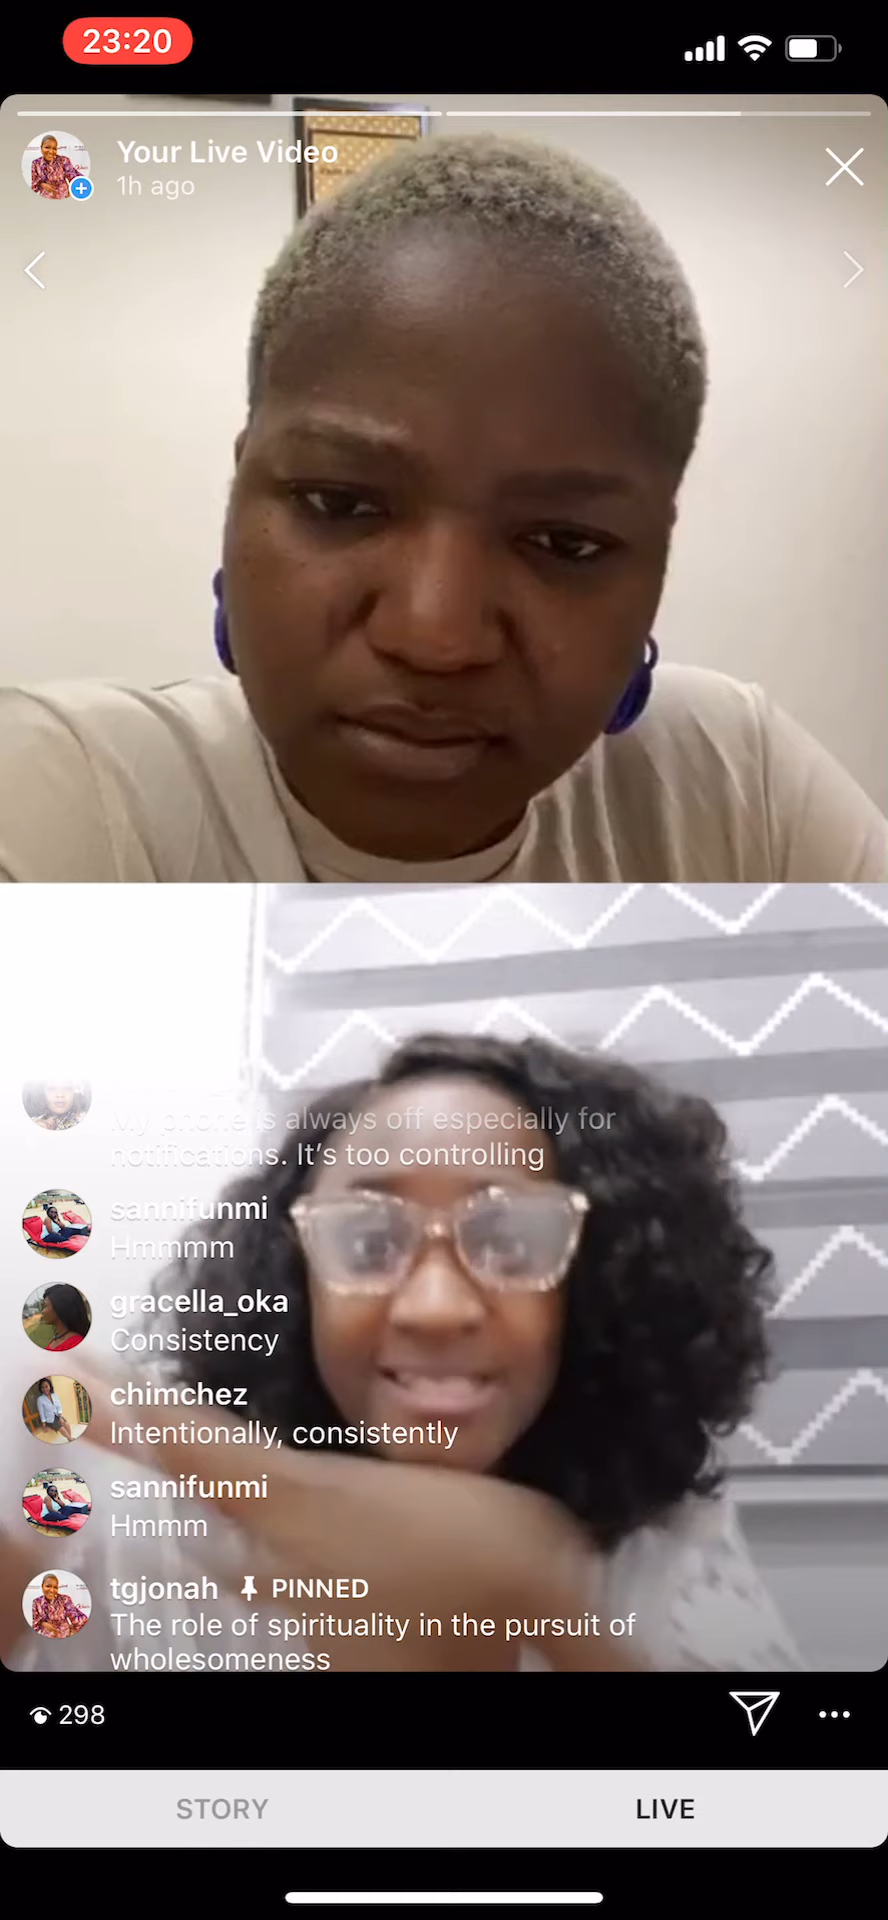 23:20
Your Live Video
1h ago
My phone is always off especially for
notifications. It's too controlling
sannifunmi
Hmmmm
gracella_oka
Consistency
chimchez
Intentionally, consistently
sannifunmi
Hmmm
tgjonah PINNED
The role of spirituality in the pursuit of
wholesomeness
298
STORY LIVE